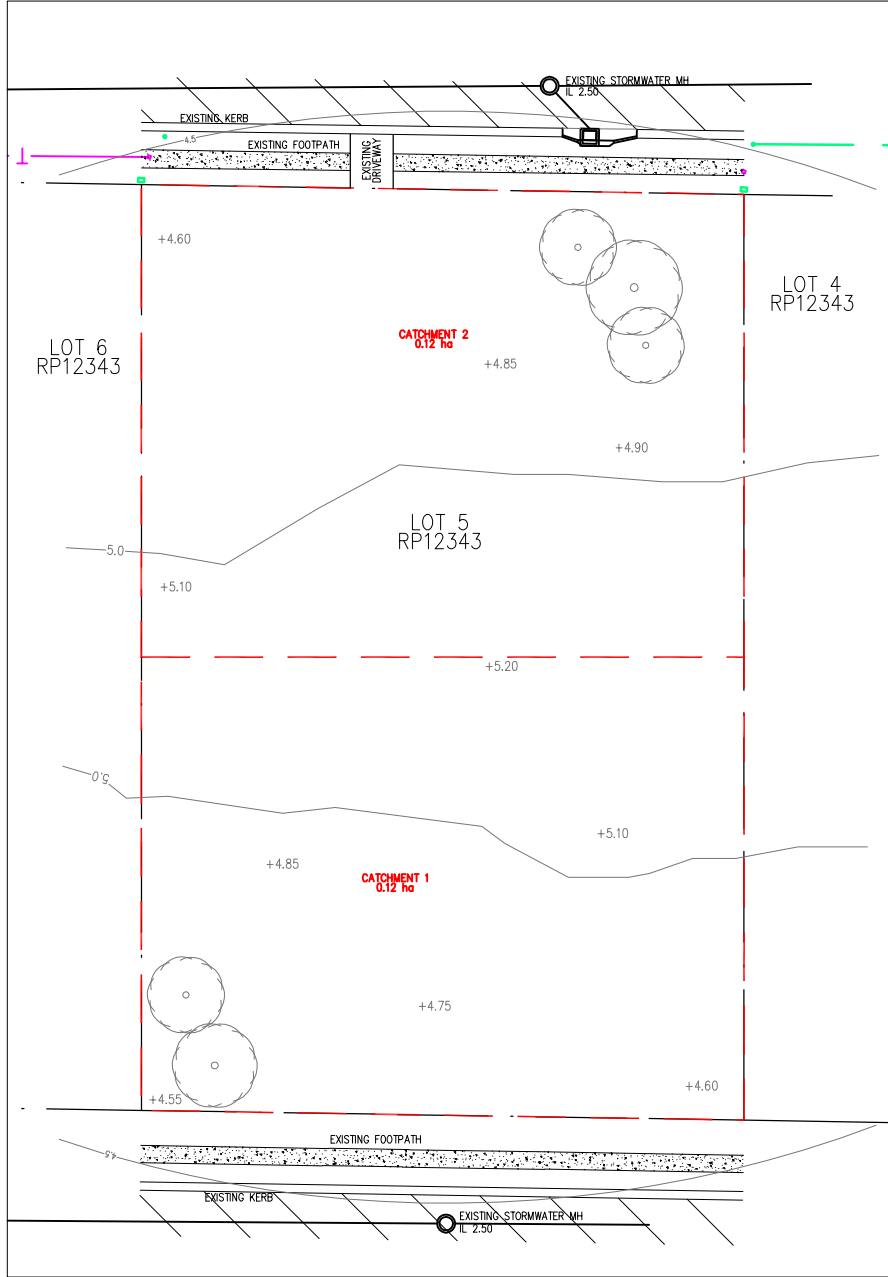 EXISTING STORMWATER MH
IL 2.50
EXISTING KERB
4.5
EXISTING FOOTPATH
EXISTING
DRIVEWAY
+4.60
LOT 4
RP12343
CATCHMENT 2
0.12 ha
LOT 6
RP12343
+4.85
+4.90
LOT 5
RP12343
5.0
+5.10
+5.20
5.0
+5.10
+4.85
CATCHMENT 1
0.12 ha
+4.75
+4.60
+4.55
EXISTING FOOTPATH
4.5
EXISTING KERB
EXISTING STORMWATER MH
IL 2.50